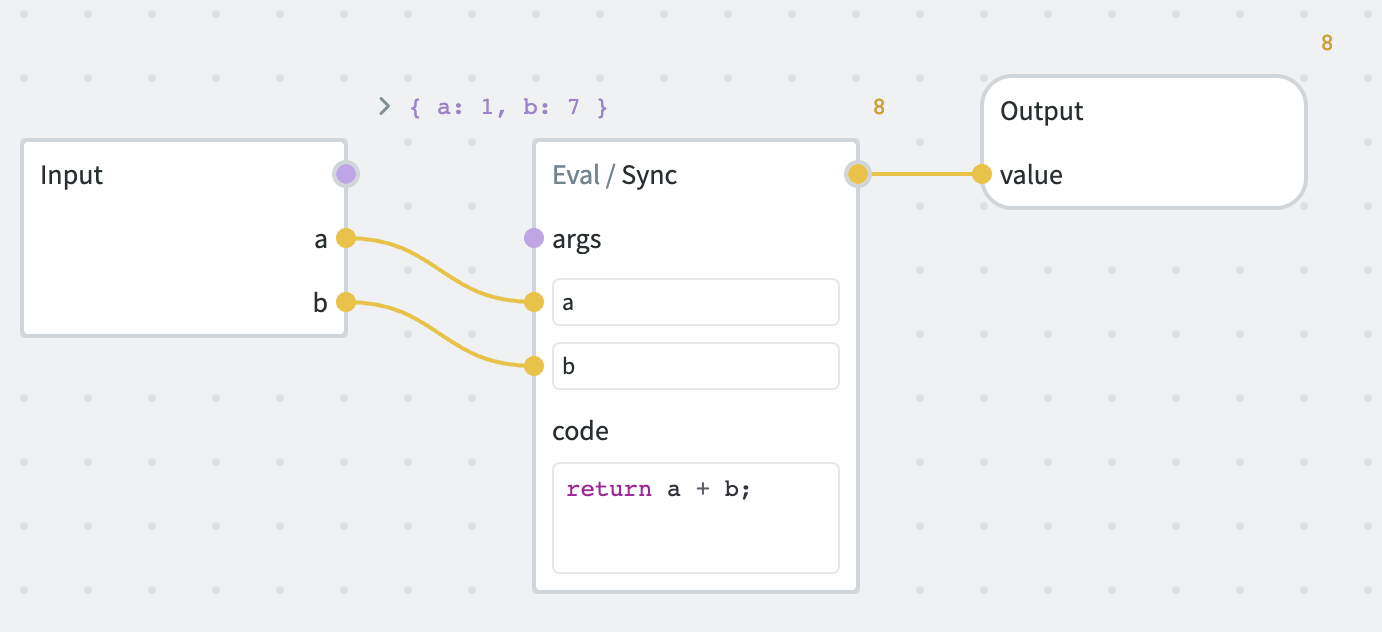 8
{ a: 1, b: 7 }
8
Output
Input
Eval / Sync
value
a
args
b
a
b
code
return a + b;